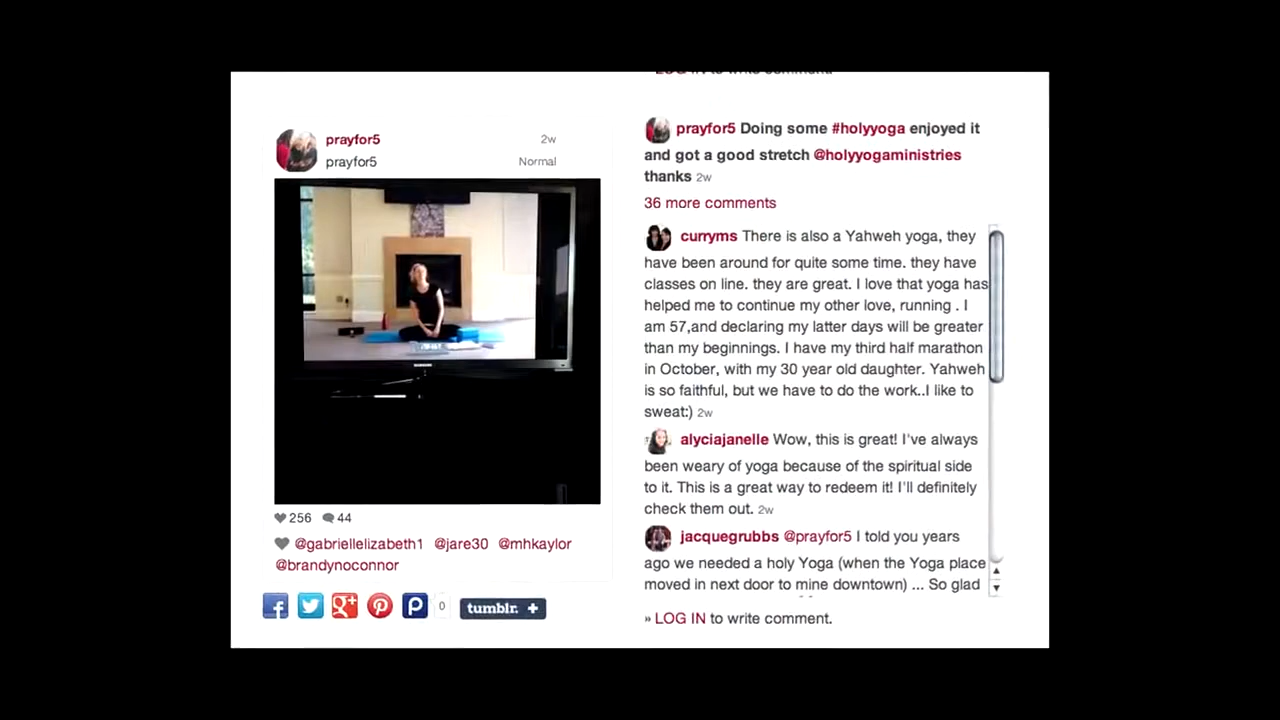 prayfor5
2w
prayfor5
Normal
256 44
@gabriellelizabeth1 @jare30 @mhkaylor
@brandynoconnor
0
tumblr. +
to write comment.
prayfor5 Doing some #holyyoga enjoyed it
and got a good stretch @holyyogaministries
thanks 2w
36 more comments
curryms There is also a Yahweh yoga, they
have been around for quite some time. they have
classes on line. they are great. I love that yoga has
helped me to continue my other love, running . I
am 57,and declaring my latter days will be greater
than my beginnings. I have my third half marathon
in October, with my 30 year old daughter. Yahweh
is so faithful, but we have to do the work..I like to
sweat:) 2w
alyciajanelle Wow, this is great! I've always
been weary of yoga because of the spiritual side
to it. This is a great way to redeem it! I'll definitely
check them out. 2w
jacquegrubbs @prayfor5 I told you years
ago we needed a holy Yoga (when the Yoga place
moved in next door to mine downtown) ... So glad
» LOG IN to write comment.